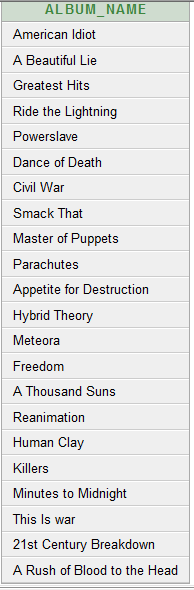 ALBUM_NAME
American Idiot
A Beautiful Lie
Greatest Hits
Ride the Lightning
Powerslave
Dance of Death
Civil War
Smack That
Master of Puppets
Parachutes
Appetite for Destruction
Hybrid Theory
Meteora
Freedom
A Thousand Suns
Reanimation
Human Clay
Killers
Minutes to Midnight
This Is war
21st Century Breakdown
A Rush of Blood to the Head